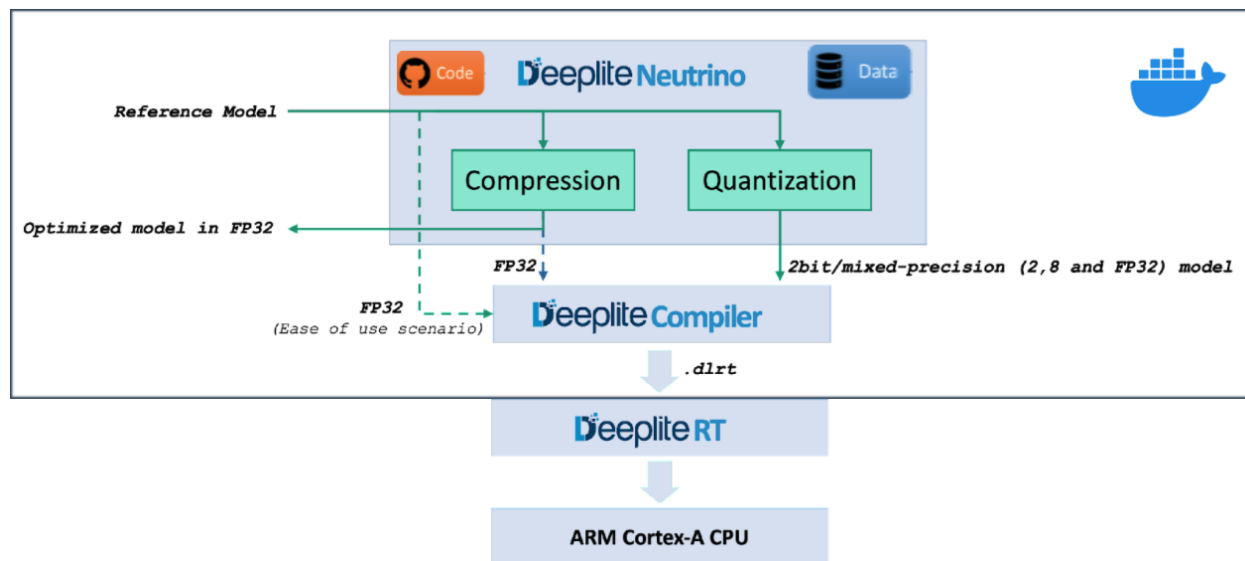 Code
Deeplite Neutrino
Data
Reference Model
Compression
Quantization
Optimized model in FP32
FP32
2bit/mixed-precision (2,8 and FP32) model
FP32
(Ease of use scenario)
Deeplite Compiler
.dlrt
Deeplite RT
ARM Cortex-A CPU